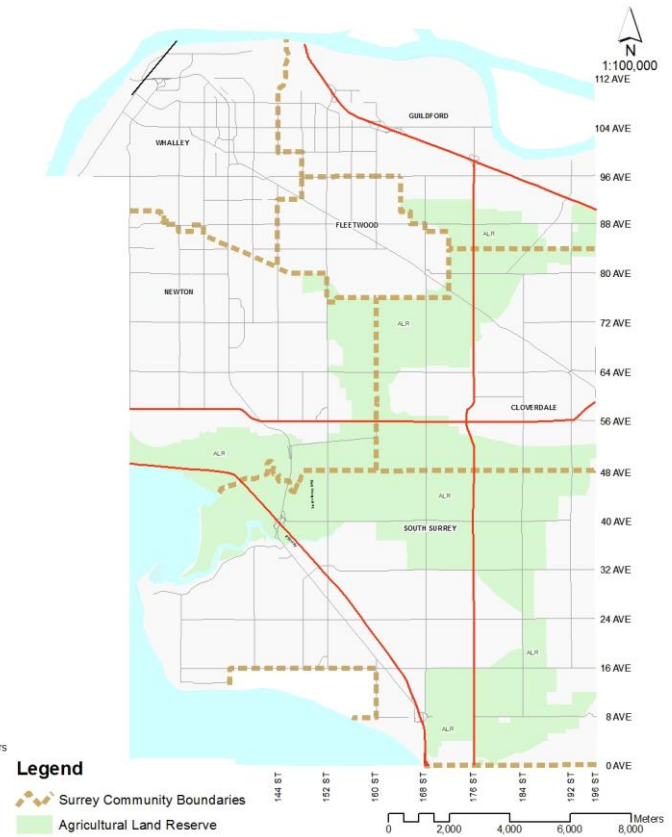 N
1:100,000
112 AVE
GUILDFORD
104 AVE
WHALLEY
96 AVE
88 AVE
FLEETWOOD
ALR
80 AVE
NEWTON
72 AVE
ALR
64 AVE
CLOVERDALE
56 AVE
ALR
48 AVE
ALR
SOUTH SURREY
40 AVE
32 AVE
24 AVE
ALR
16 AVE
8 AVE
ALR
0 AVE
rs
Legend
Surrey Community Boundaries
Agricultural Land Reserve
144 ST
152 ST
160 ST
168 ST
176 ST
184 ST
192 ST
196 ST
Meters
0 2,000 4,000 6,000 8,000